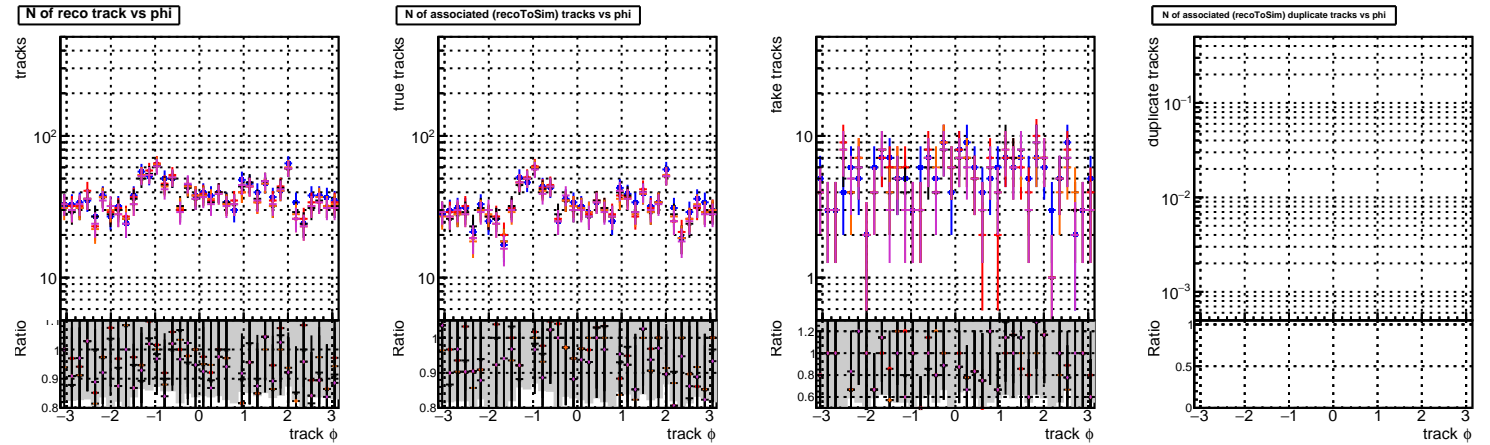 N of reco track vs phi
tracks
10²
10
Ratio
1.1
1
0.9
0.8
−3 −2 −1 0 1 2 3
track ϕ
N of associated (recoToSim) tracks vs phi
true tracks
10²
10
Ratio
1
0.9
0.8
−3 −2 −1 0 1 2 3
track ϕ
fake tracks
10
1
Ratio
1.2
1
0.8
0.6
−3 −2 −1 0 1 2 3
track ϕ
N of associated (recoToSim) duplicate tracks vs phi
duplicate tracks
10⁻¹
10⁻²
10⁻³
Ratio
1
0.5
0
−3 −2 −1 0 1 2 3
track ϕ